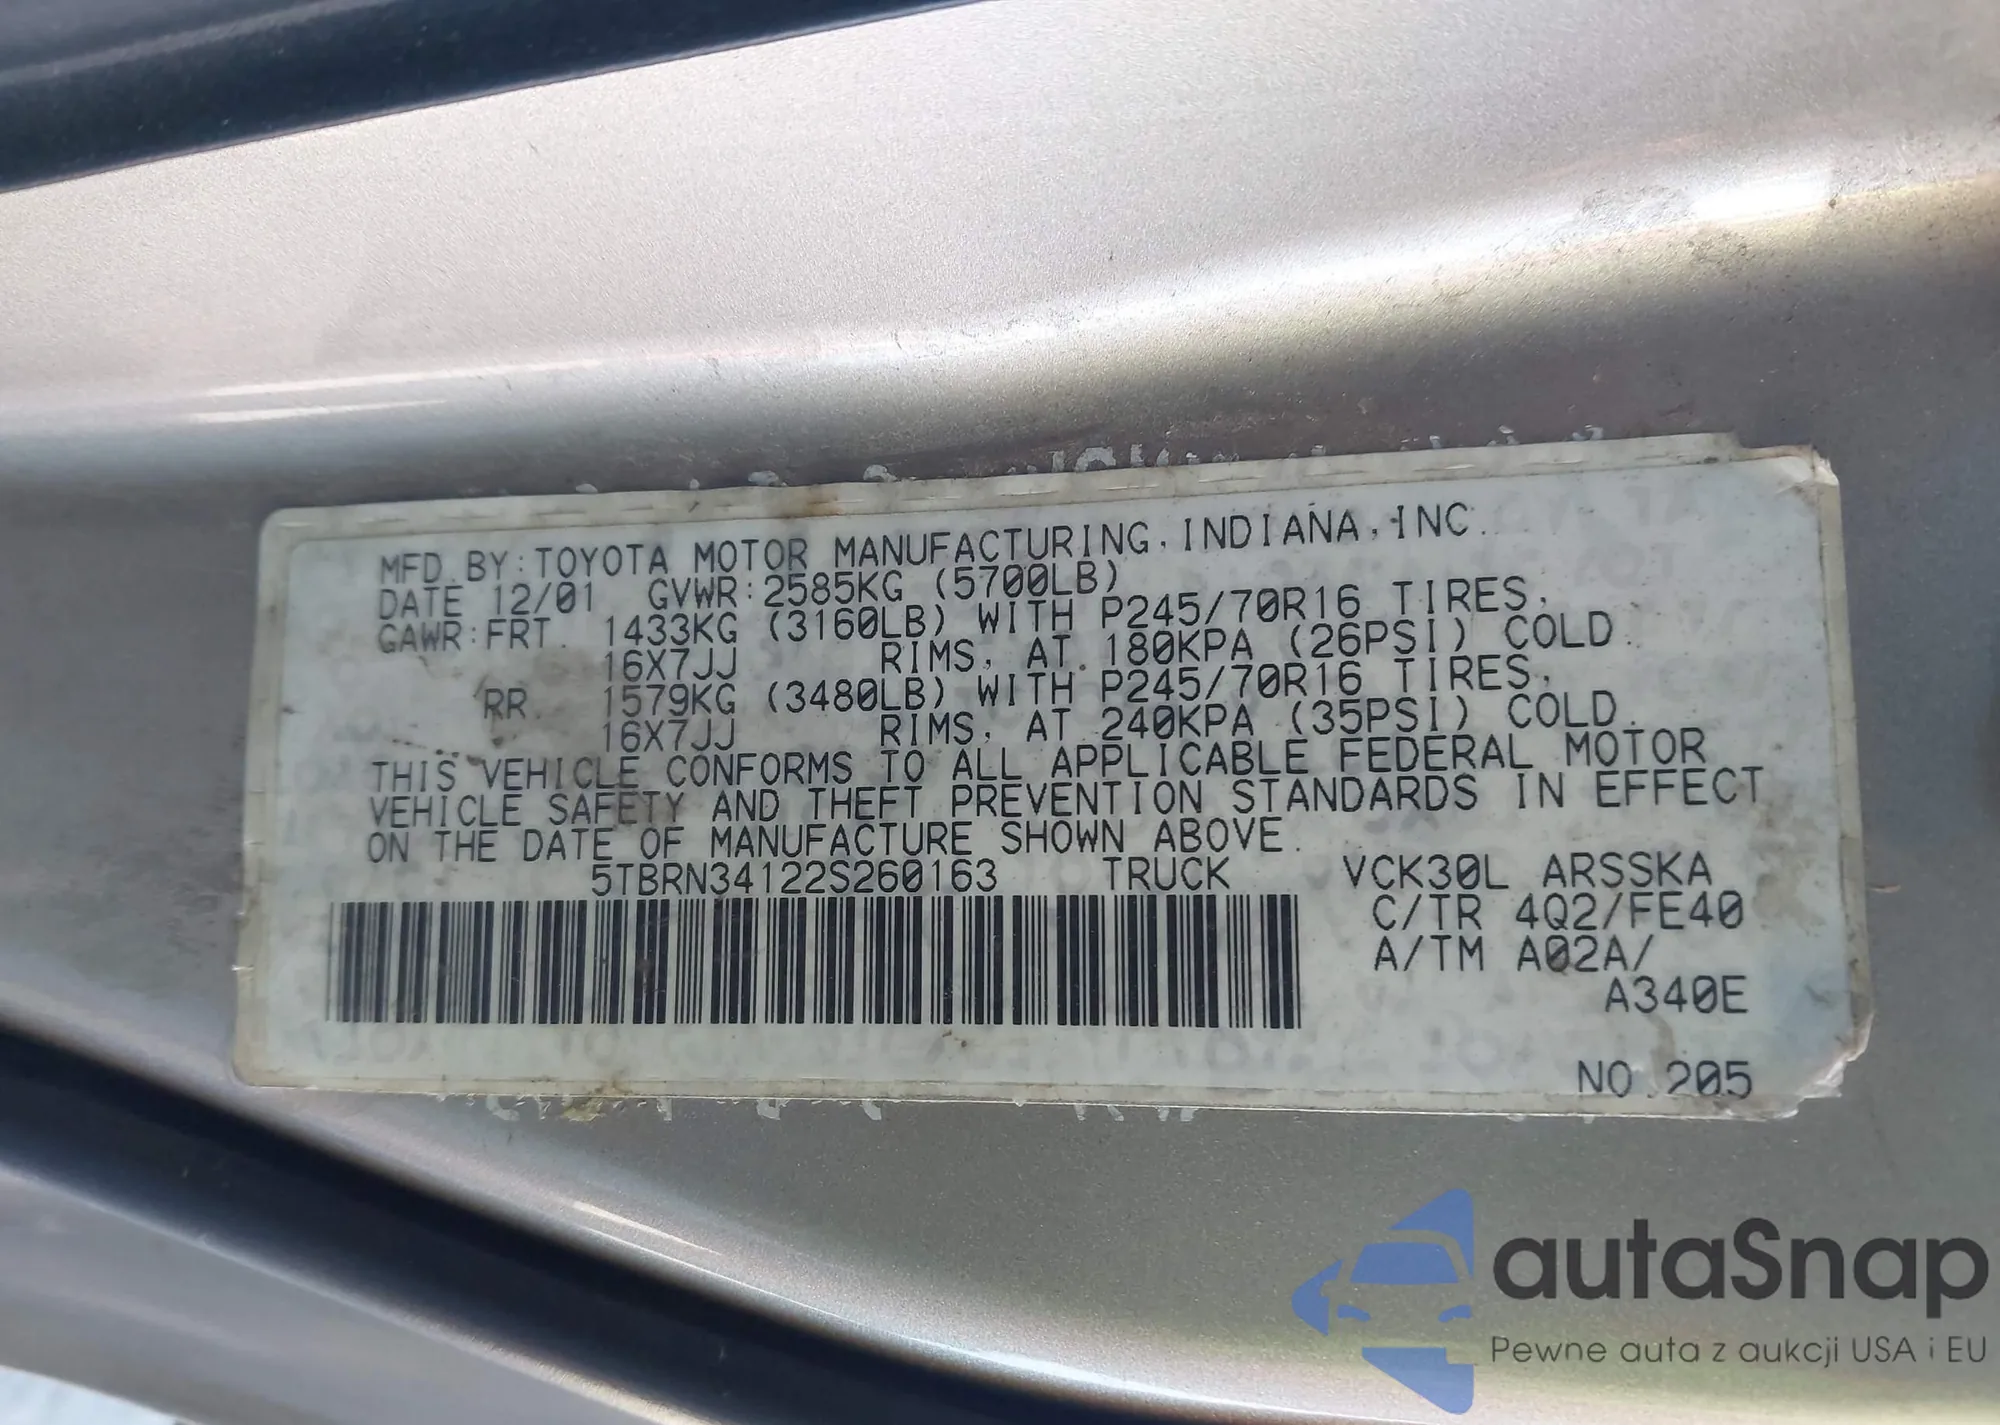 MFD. BY: TOYOTA MOTOR MANUFACTURING, INDIANA, INC.
DATE 12/01 GVWR: 2585KG (5700LB)
GAWR: FRT. 1433KG (3160LB) WITH P245/70R16 TIRES,
16X7JJ RIMS, AT 180KPA (26PSI) COLD.
RR. 1579KG (3480LB) WITH P245/70R16 TIRES,
16X7JJ RIMS, AT 240KPA (35PSI) COLD.
THIS VEHICLE CONFORMS TO ALL APPLICABLE FEDERAL MOTOR
VEHICLE SAFETY AND THEFT PREVENTION STANDARDS IN EFFECT
ON THE DATE OF MANUFACTURE SHOWN ABOVE.
5TBRN34122S260163 TRUCK VCK30L ARSSKA
C/TR 4Q2/FE40
A/TM A02A/
A340E
NO.205
autaSnap
Pewne auta z aukcji USA i EU